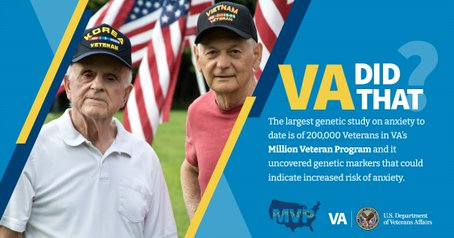 KOREA
VETERAN
VIETNAM
VETERAN
VA DID THAT?
The largest genetic study on anxiety to
date is of 200,000 Veterans in VA's
Million Veteran Program and it
uncovered genetic markers that could
indicate increased risk of anxiety.
MVP
VA
U.S. Department
of Veterans Affairs